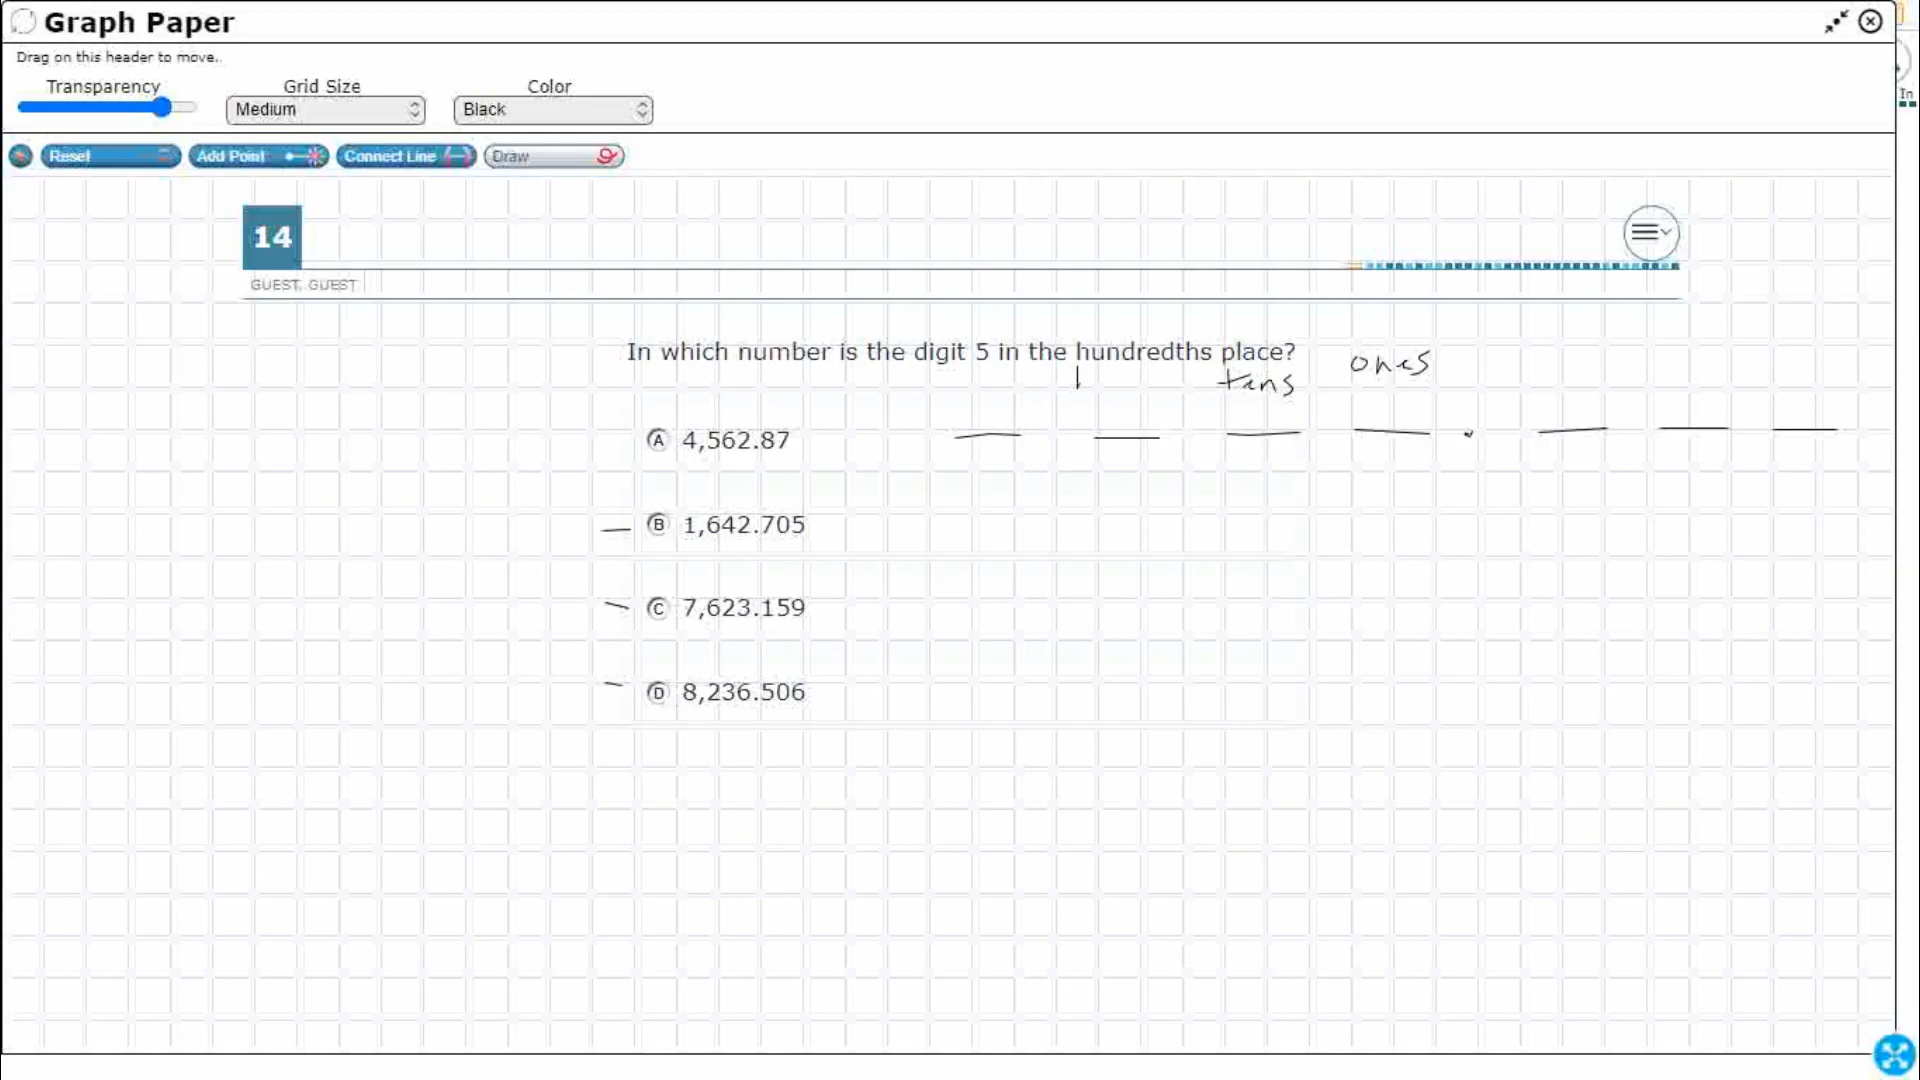 Graph Paper
Drag on this header to move..
Transparency
Grid Size
Color
Medium
Black
Reset
Add Point
Connect Line
Draw
In
14
GUEST, GUEST
In which number is the digit 5 in the hundredths place?
tens
ones
A 4,562.87
B 1,642.705
C 7,623.159
D 8,236.506